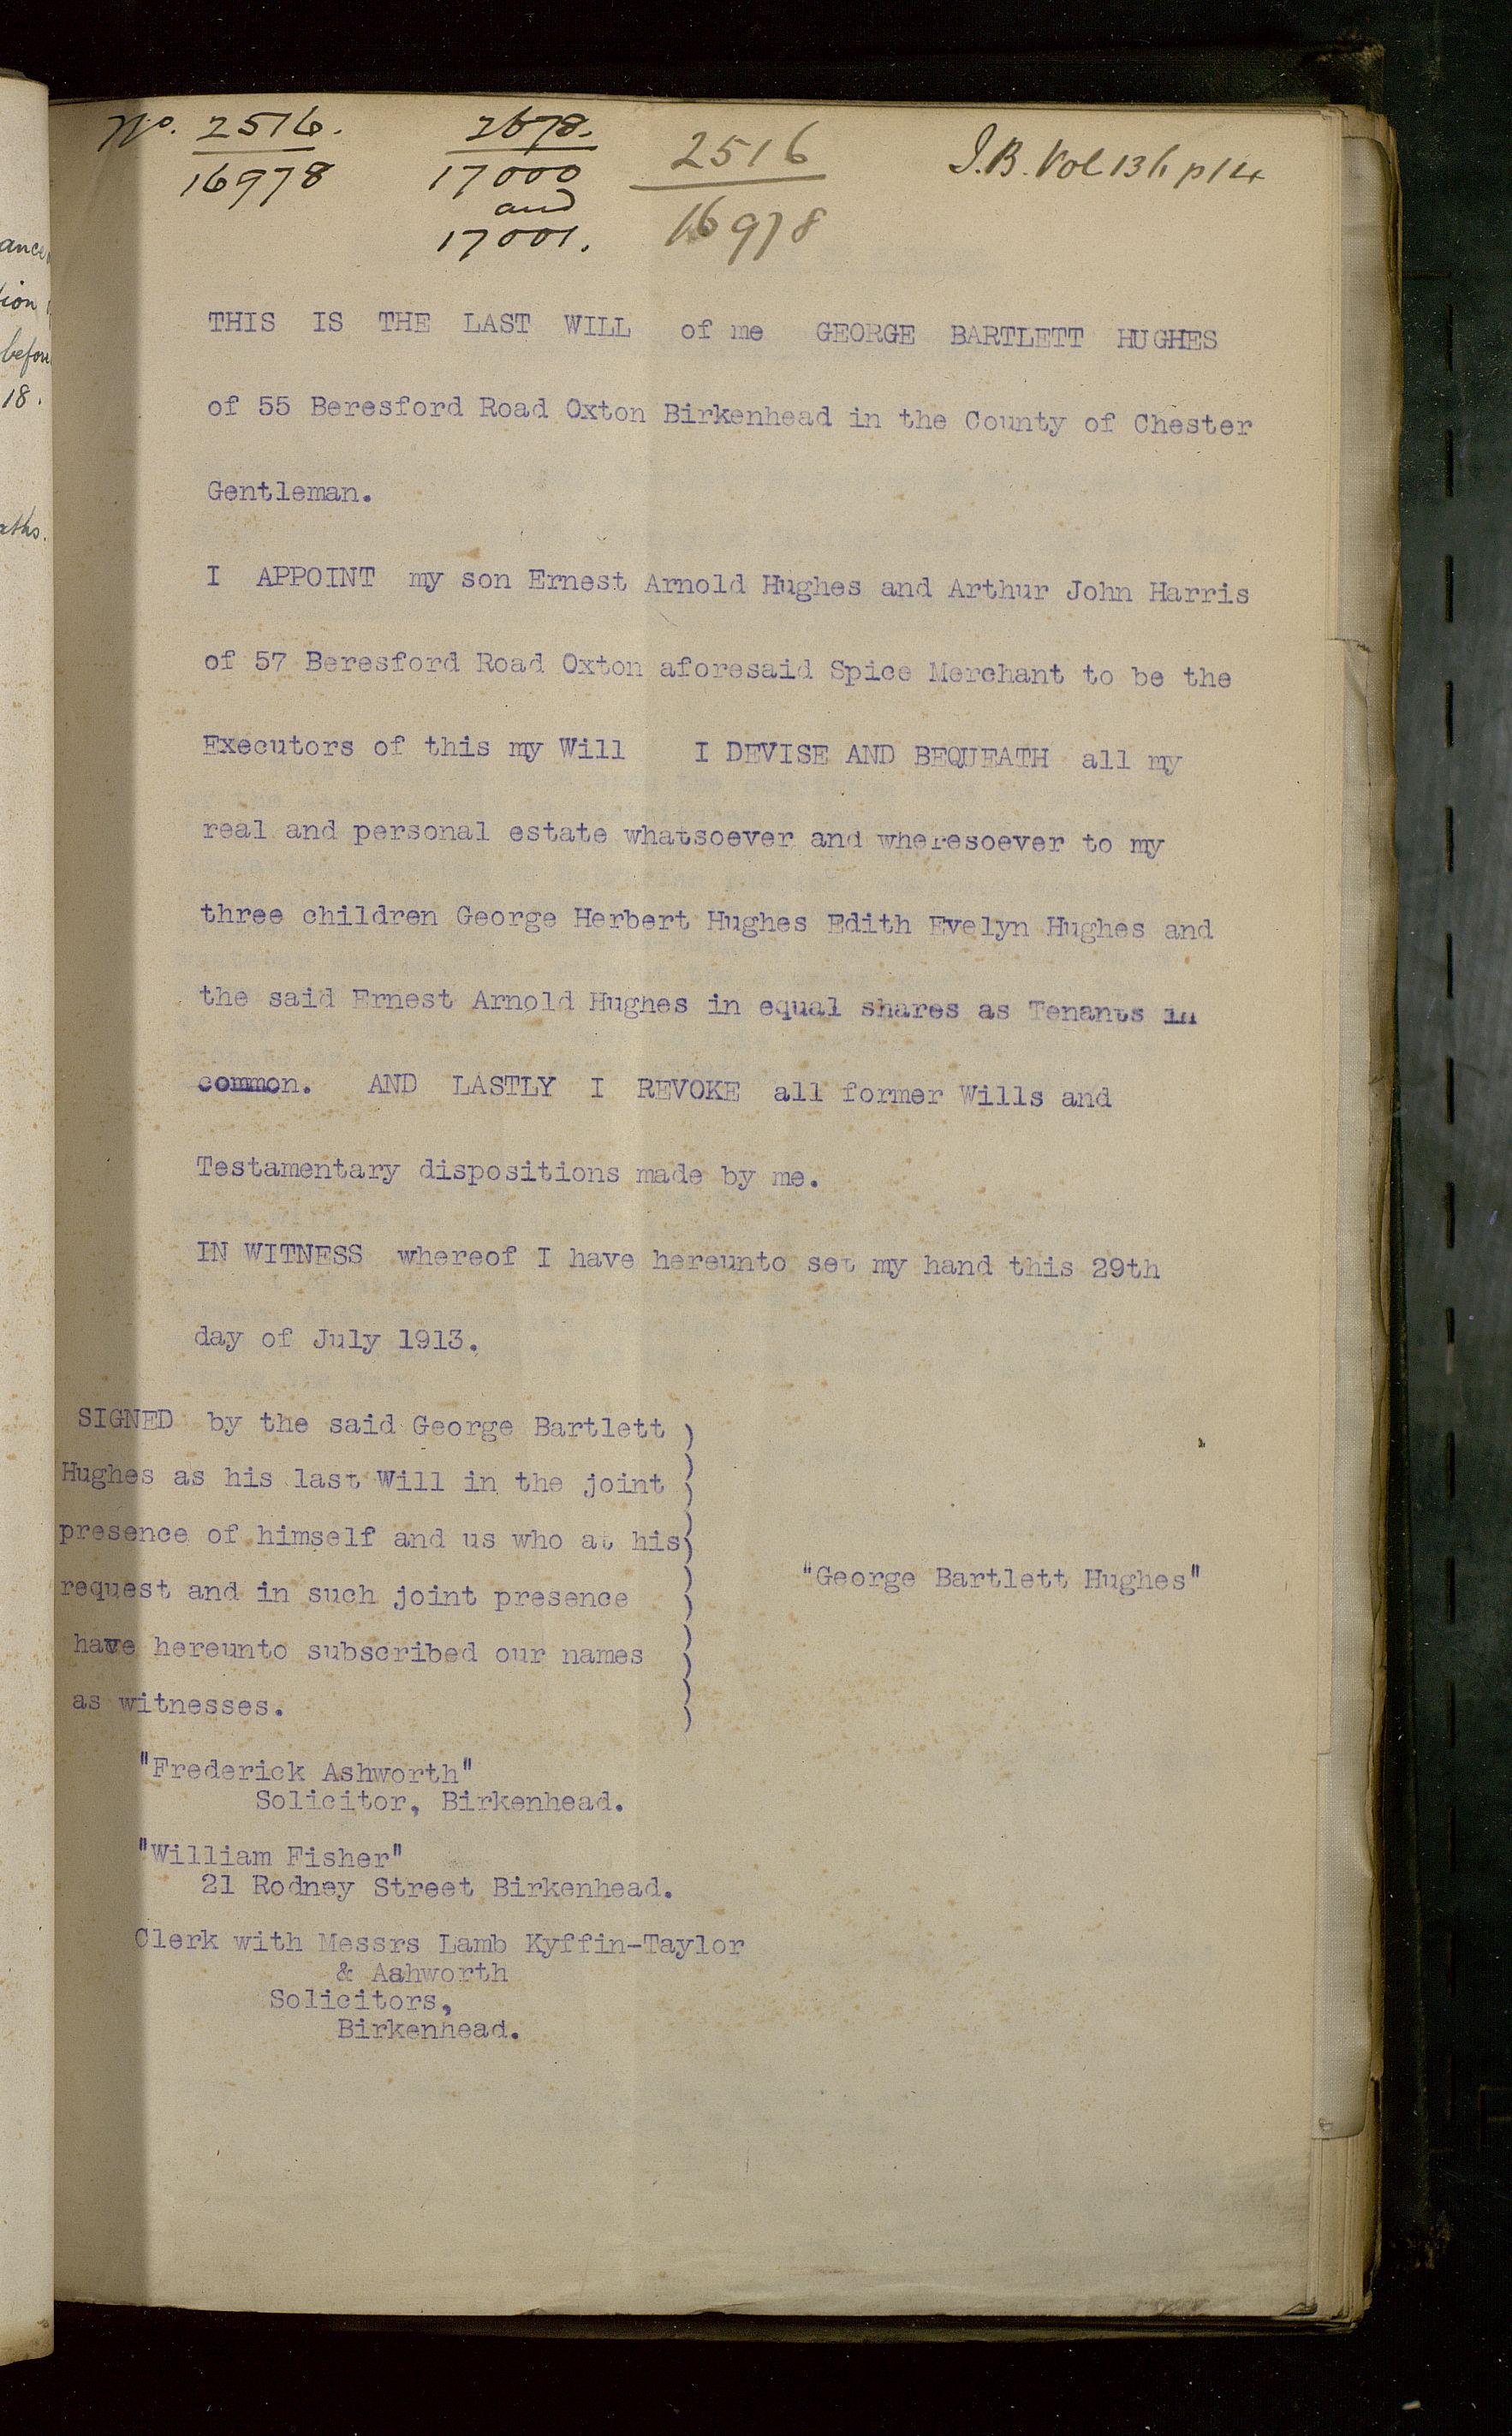 No. 2516.
16978
2678.
17000
and
17001.
2516
16978
J.B. Vol 136 p14
before
18.
THIS IS THE LAST WILL of me GEORGE BARTLETT HUGHES
of 55 Beresford Road Oxton Birkenhead in the County of Chester
Gentleman.
I APPOINT my son Ernest Arnold Hughes and Arthur John Harris
of 57 Beresford Road Oxton aforesaid Spice Merchant to be the
Executors of this my Will I DEVISE AND BEQUEATH all my
real and personal estate whatsoever and wheresoever to my
three children George Herbert Hughes Edith Evelyn Hughes and
the said Ernest Arnold Hughes in equal shares as Tenants in
common. AND LASTLY I REVOKE all former Wills and
Testamentary dispositions made by me.
IN WITNESS whereof I have hereunto set my hand this 29th
day of July 1913.
SIGNED by the said George Bartlett )
Hughes as his last Will in the joint )
presence of himself and us who at his)
request and in such joint presence )
have hereunto subscribed our names )
as witnesses. )
"George Bartlett Hughes"
"Frederick Ashworth"
Solicitor, Birkenhead.
"William Fisher"
21 Rodney Street Birkenhead.
Clerk with Messrs Lamb Kyffin-Taylor
& Ashworth
Solicitors,
Birkenhead.